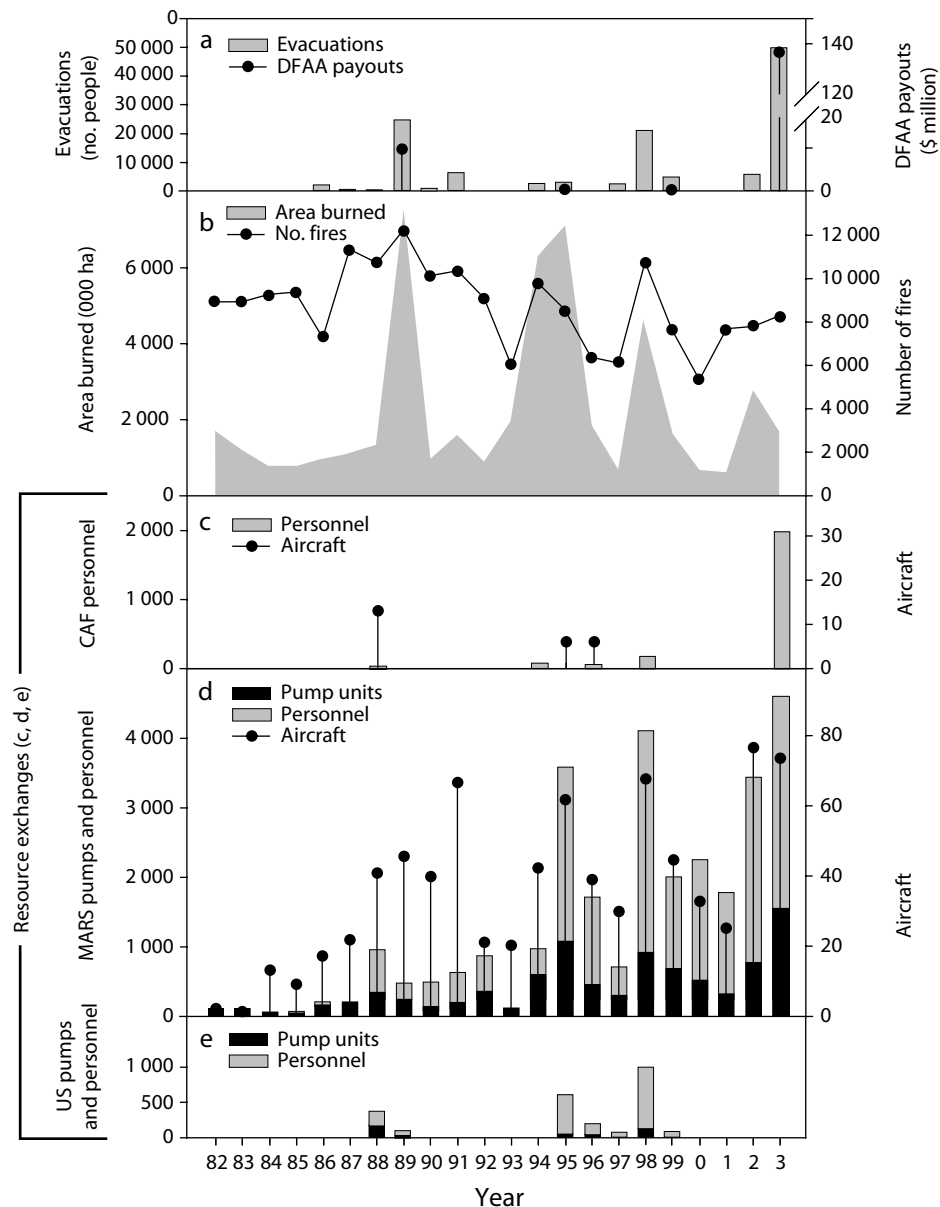 0
50 000
40 000
30 000
20 000
10 000
0
Evacuations
(no. people)
a
Evacuations
DFAA payouts
140
120
20
0
DFAA payouts
($ million)
b
Area burned
No. fires
6 000
4 000
2 000
0
Area burned (000 ha)
12 000
10 000
8 000
6 000
4 000
2 000
0
Number of fires
Resource exchanges (c, d, e)
c
Personnel
Aircraft
2 000
1 000
0
CAF personnel
30
20
10
0
Aircraft
d
Pump units
Personnel
Aircraft
4 000
3 000
2 000
1 000
0
MARS pumps and personnel
80
60
40
20
0
Aircraft
e
Pump units
Personnel
1 000
500
0
US pumps
and personnel
82 83 84 85 86 87 88 89 90 91 92 93 94 95 96 97 98 99 0 1 2 3
Year